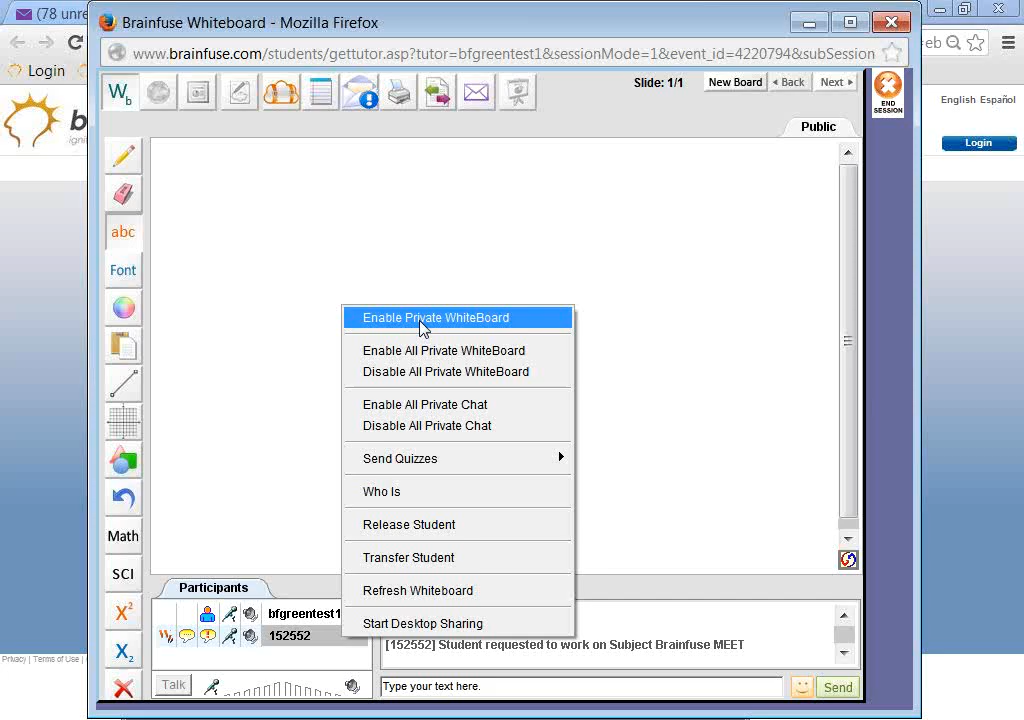 (78 unre
Brainfuse Whiteboard - Mozilla Firefox
www.brainfuse.com/students/gettutor.asp?tutor=bfgreentest1&sessionMode=1&event_id=4220794&subSession
eb
Login
Wb
Slide: 1/1
New Board
Back
Next
END
SESSION
English Español
Login
b
igni
Public
abc
Font
Enable Private WhiteBoard
Enable All Private WhiteBoard
Disable All Private WhiteBoard
Enable All Private Chat
Disable All Private Chat
Send Quizzes
Who Is
Release Student
Transfer Student
Refresh Whiteboard
Start Desktop Sharing
Math
SCI
X²
X₂
Participants
bfgreentest1
152552
[152552] Student requested to work on Subject Brainfuse MEET
Privacy | Terms of Use |
Talk
Type your text here.
Send